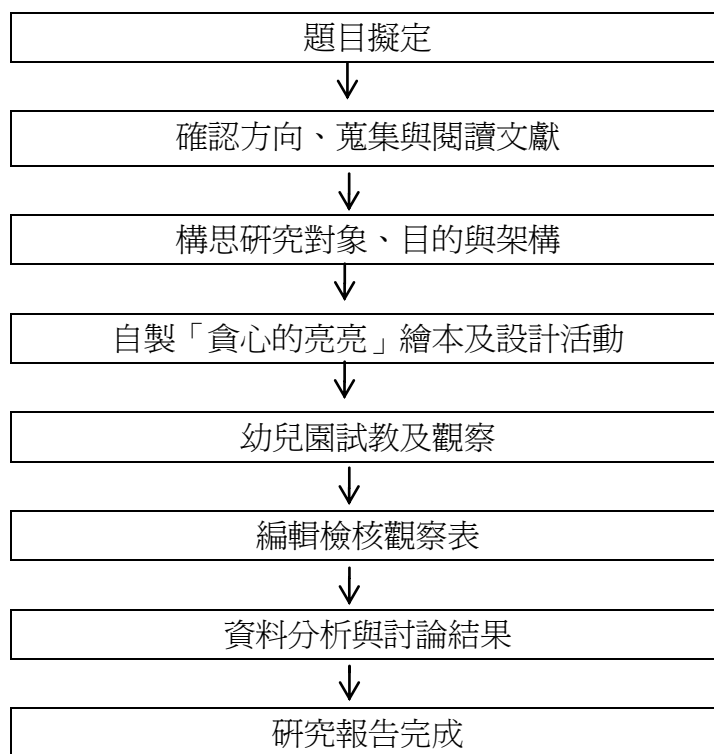 題目擬定
確認方向、蒐集與閱讀文獻
構思研究對象、目的與架構
自製「貪心的亮亮」繪本及設計活動
幼兒園試教及觀察
編輯檢核觀察表
資料分析與討論結果
研究報告完成